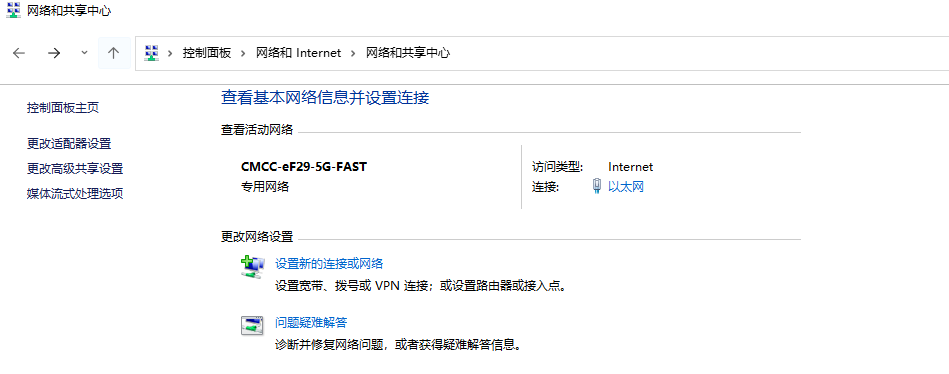 网络和共享中心
控制面板 网络和 Internet 网络和共享中心
控制面板主页
更改适配器设置
更改高级共享设置
媒体流式处理选项
查看基本网络信息并设置连接
查看活动网络
CMCC-eF29-5G-FAST
专用网络
访问类型: Internet
连接: 以太网
更改网络设置
设置新的连接或网络
设置宽带、拨号或 VPN 连接；或设置路由器或接入点。
问题疑难解答
诊断并修复网络问题，或者获得疑难解答信息。